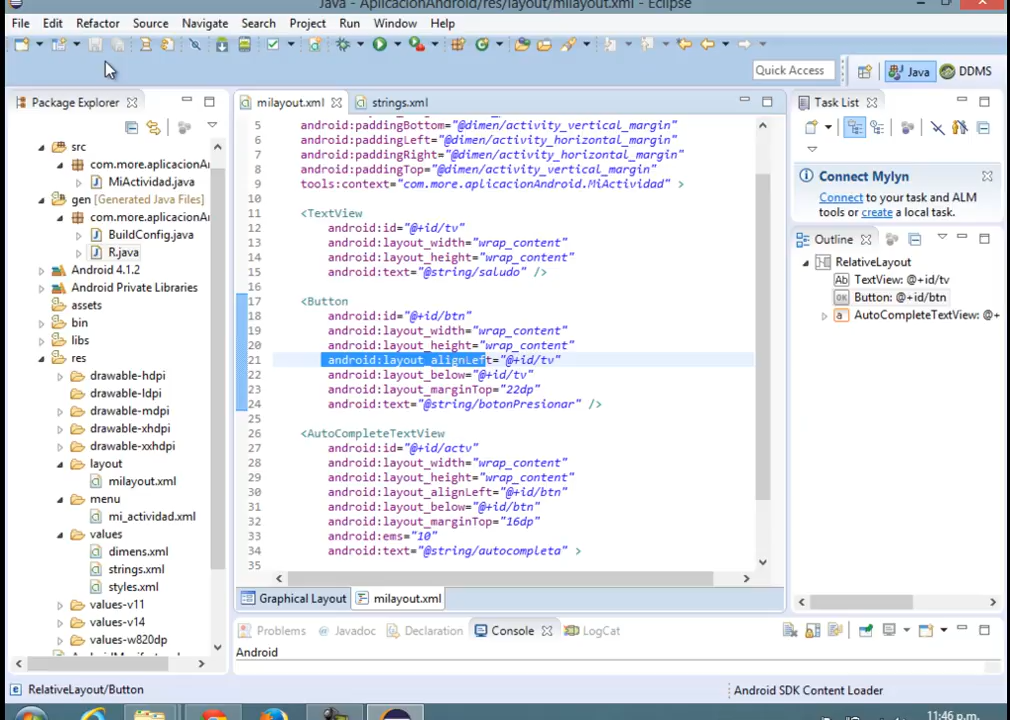 Java - AplicacionAndroid/res/layout/milayout.xml - Eclipse
File Edit Refactor Source Navigate Search Project Run Window Help
Quick Access
Java
DDMS
Package Explorer
src
com.more.aplicacionAr
MiActividad.java
gen [Generated Java Files]
com.more.aplicacionAr
BuildConfig.java
R.java
Android 4.1.2
Android Private Libraries
assets
bin
libs
res
drawable-hdpi
drawable-ldpi
drawable-mdpi
drawable-xhdpi
drawable-xxhdpi
layout
milayout.xml
menu
mi_actividad.xml
values
dimens.xml
strings.xml
styles.xml
values-v11
values-v14
values-w820dp
milayout.xml
strings.xml
5 android:paddingBottom="@dimen/activity_vertical_margin"
6 android:paddingLeft="@dimen/activity_horizontal_margin"
7 android:paddingRight="@dimen/activity_horizontal_margin"
8 android:paddingTop="@dimen/activity_vertical_margin"
9 tools:context="com.more.aplicacionAndroid.MiActividad" >
10
11 <TextView
12 android:id="@+id/tv"
13 android:layout_width="wrap_content"
14 android:layout_height="wrap_content"
15 android:text="@string/saludo" />
16
17 <Button
18 android:id="@+id/btn"
19 android:layout_width="wrap_content"
20 android:layout_height="wrap_content"
21 android:layout_alignLeft="@+id/tv"
22 android:layout_below="@+id/tv"
23 android:layout_marginTop="22dp"
24 android:text="@string/botonPresionar" />
25
26 <AutoCompleteTextView
27 android:id="@+id/actv"
28 android:layout_width="wrap_content"
29 android:layout_height="wrap_content"
30 android:layout_alignLeft="@+id/btn"
31 android:layout_below="@+id/btn"
32 android:layout_marginTop="16dp"
33 android:ems="10"
34 android:text="@string/autocompleta" >
35
Graphical Layout
milayout.xml
Task List
Connect Mylyn
Connect to your task and ALM
tools or create a local task.
Outline
RelativeLayout
Ab TextView: @+id/tv
OK Button: @+id/btn
a AutoCompleteTextView: @+
Problems
Javadoc
Declaration
Console
LogCat
Android
RelativeLayout/Button
Android SDK Content Loader
11:46 p.m.